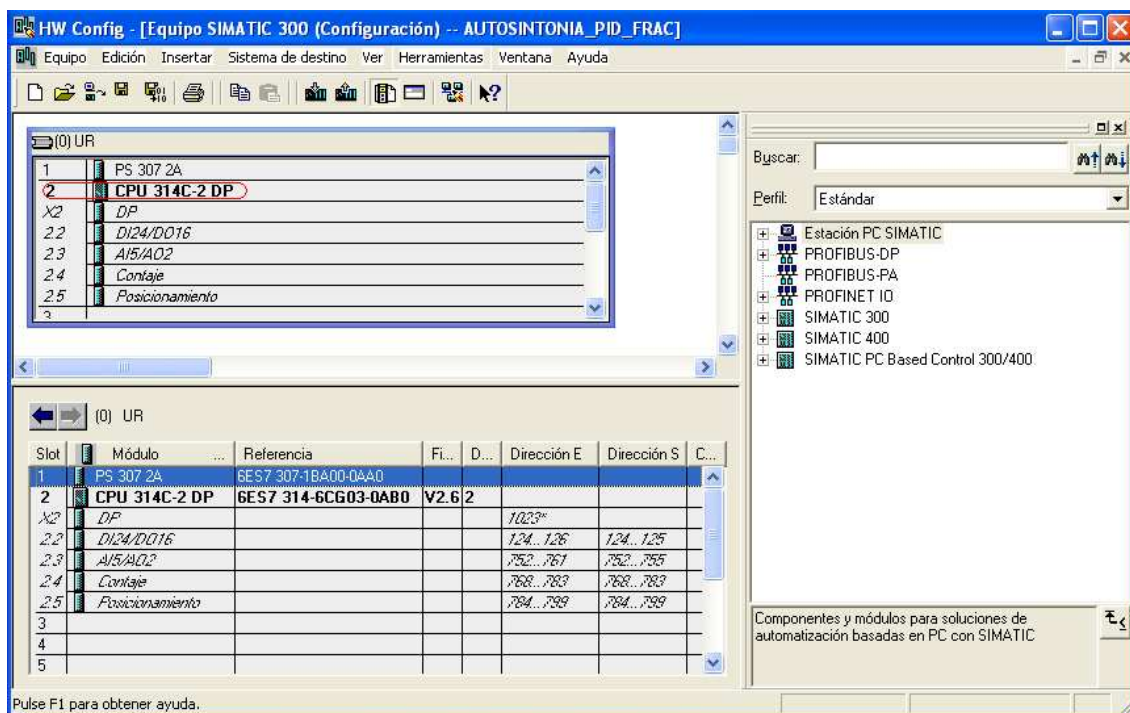 HW Config - [Equipo SIMATIC 300 (Configuración) -- AUTOSINTONIA_PID_FRAC]
Equipo Edición Insertar Sistema de destino Ver Herramientas Ventana Ayuda
(0) UR
1 PS 307 2A
2 CPU 314C-2 DP
X2 DP
2.2 DI24/DO16
2.3 AI5/AO2
2.4 Contaje
2.5 Posicionamiento
3
Buscar:
Perfil: Estándar
Estación PC SIMATIC
PROFIBUS-DP
PROFIBUS-PA
PROFINET IO
SIMATIC 300
SIMATIC 400
SIMATIC PC Based Control 300/400
(0) UR
Slot Módulo ... Referencia Fi... D... Dirección E Dirección S C...
1 PS 307 2A 6ES7 307-1BA00-0AA0
2 CPU 314C-2 DP 6ES7 314-6CG03-0AB0 V2.6 2
X2 DP 1023*
2.2 DI24/DO16 124...126 124...125
2.3 AI5/AO2 752...761 752...755
2.4 Contaje 768...783 768...783
2.5 Posicionamiento 784...799 784...799
3
4
5
Componentes y módulos para soluciones de
automatización basadas en PC con SIMATIC
Pulse F1 para obtener ayuda.